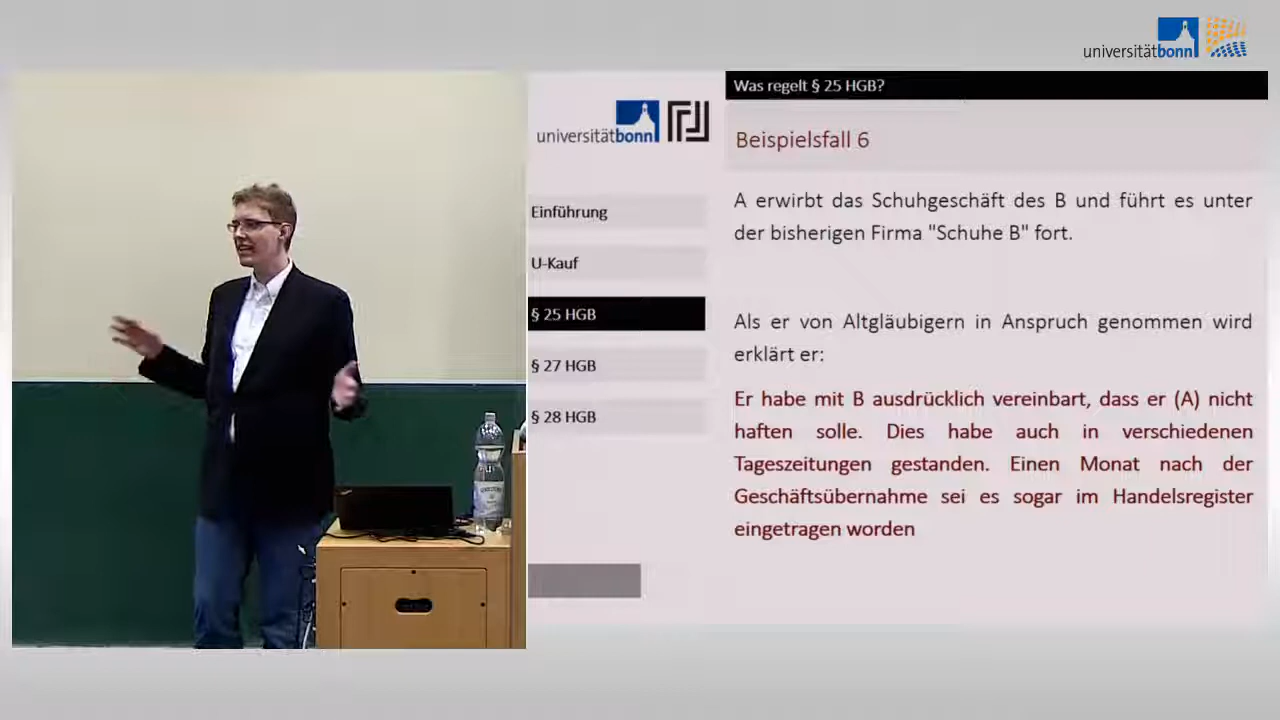 universitätbonn
Was regelt § 25 HGB?
universitätbonn
Beispielsfall 6
Einführung
U-Kauf
§ 25 HGB
§ 27 HGB
§ 28 HGB
A erwirbt das Schuhgeschäft des B und führt es unter
der bisherigen Firma "Schuhe B" fort.
Als er von Altgläubigern in Anspruch genommen wird
erklärt er:
Er habe mit B ausdrücklich vereinbart, dass er (A) nicht
haften solle. Dies habe auch in verschiedenen
Tageszeitungen gestanden. Einen Monat nach der
Geschäftsübernahme sei es sogar im Handelsregister
eingetragen worden